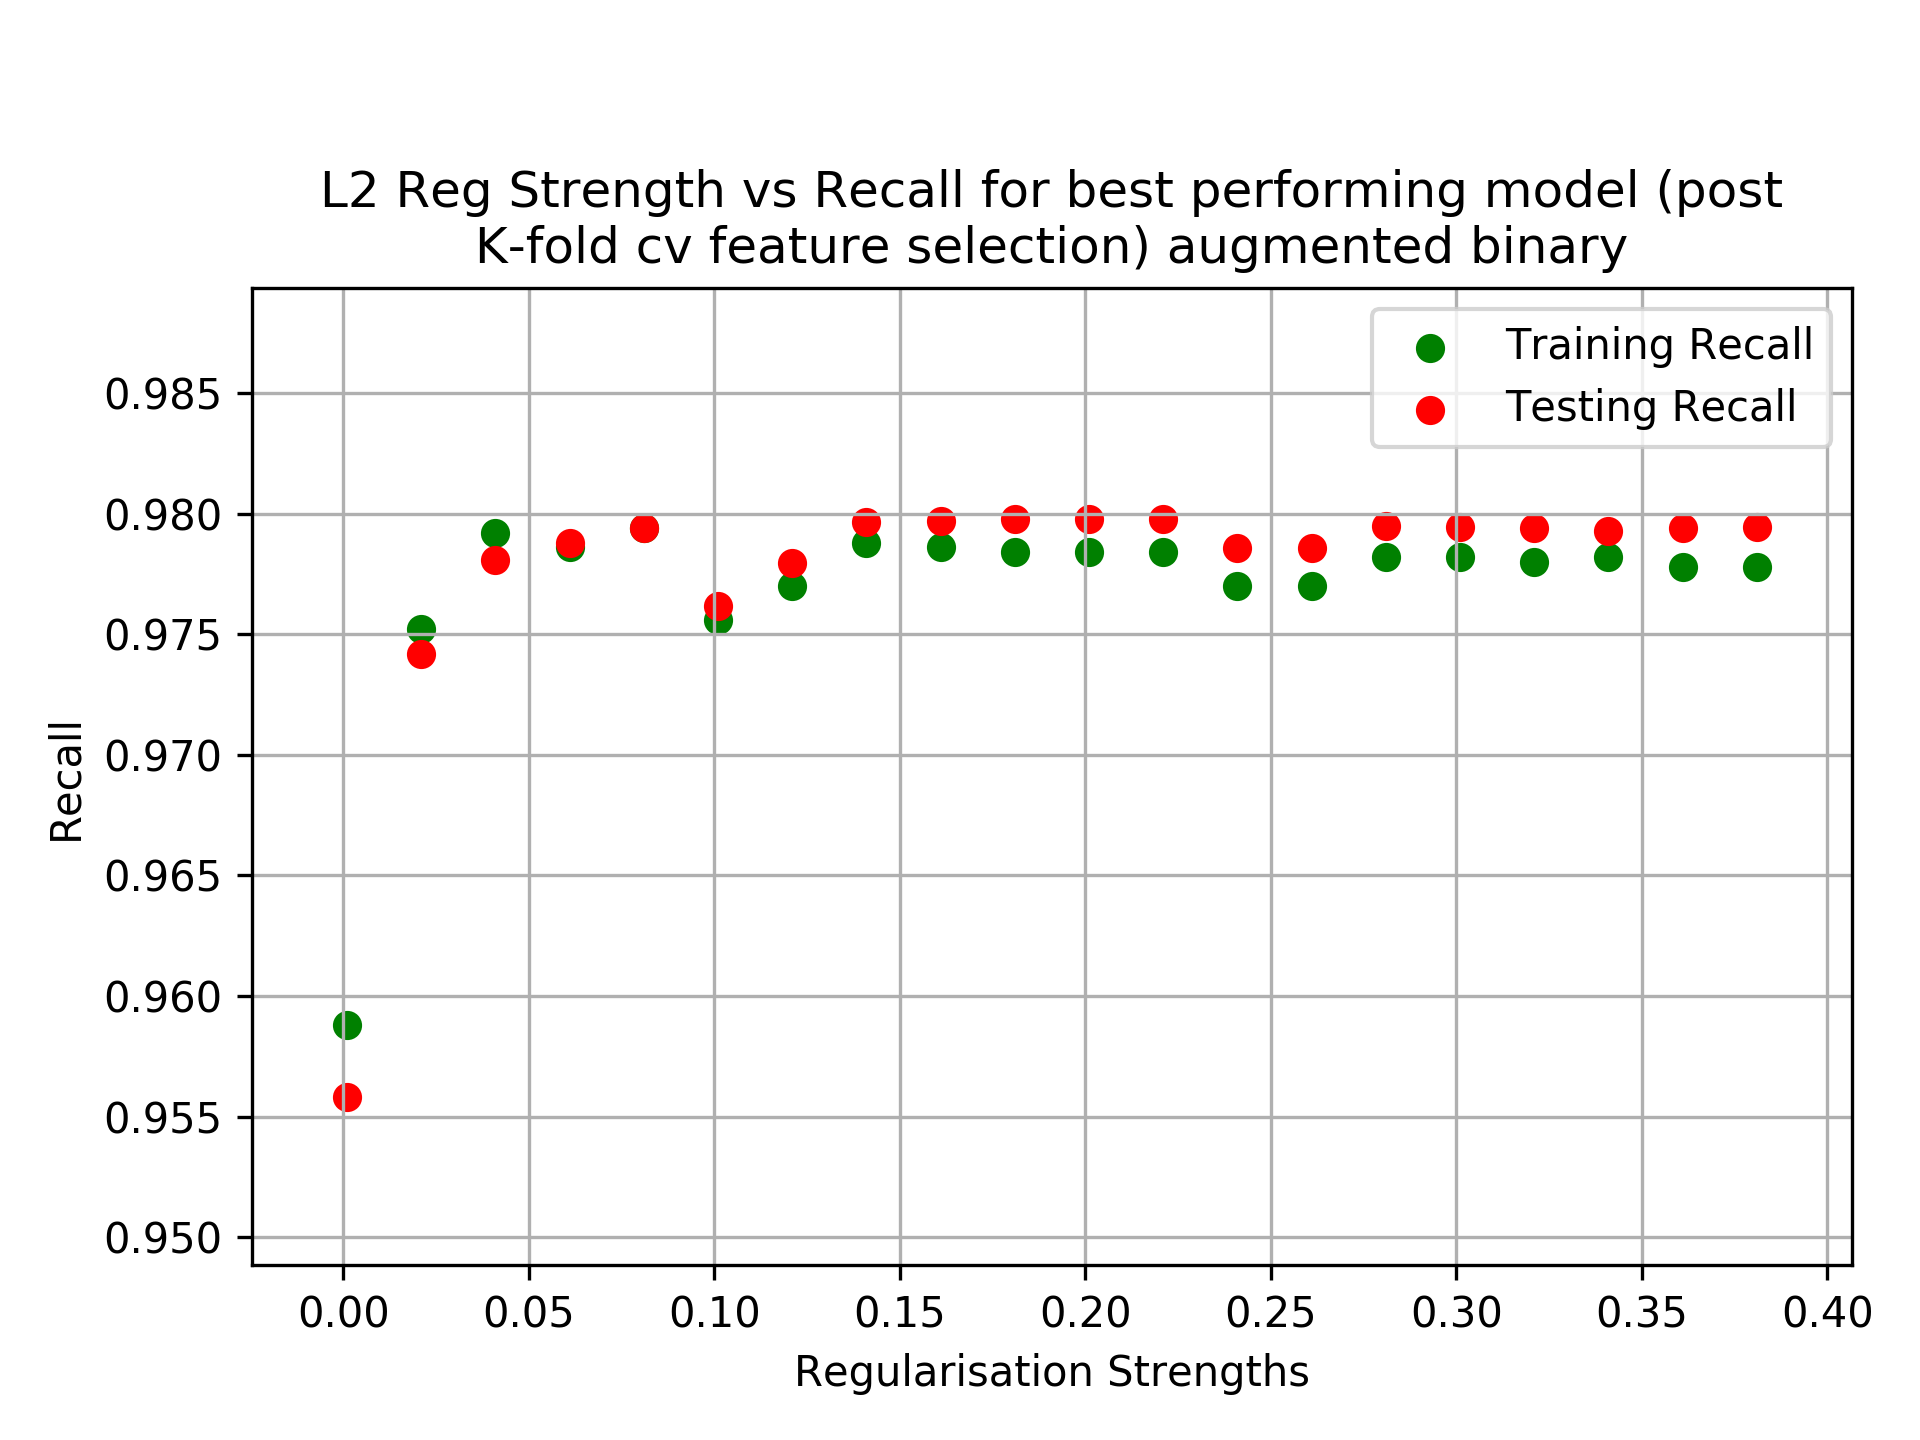 L2 Reg Strength vs Recall for best performing model (post
K-fold cv feature selection) augmented binary
Training Recall
Testing Recall
0.985
0.980
0.975
0.970
0.965
0.960
0.955
0.950
Recall
0.00 0.05 0.10 0.15 0.20 0.25 0.30 0.35 0.40
Regularisation Strengths